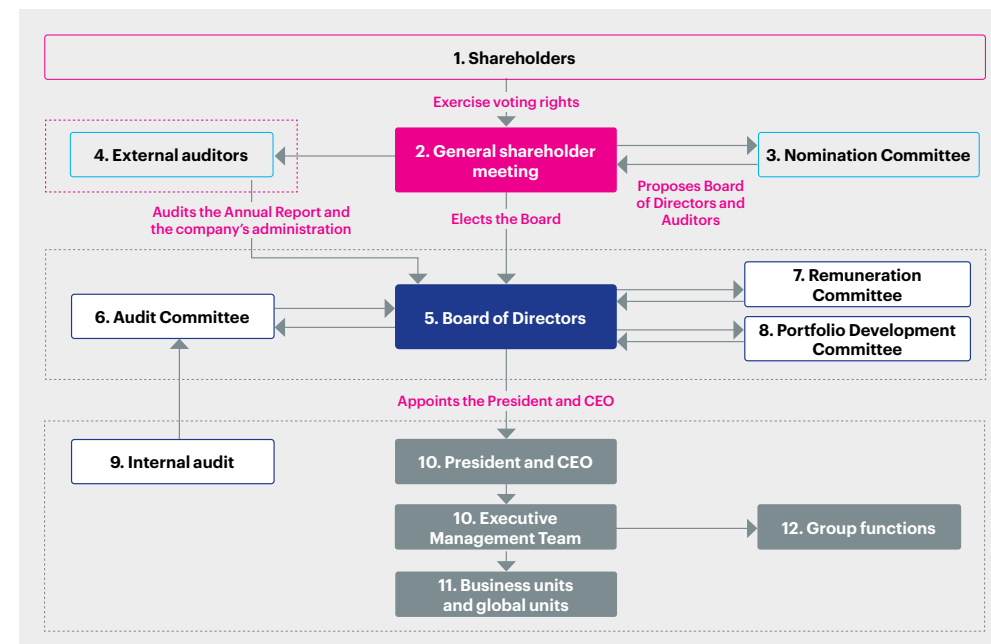 1. Shareholders
Exercise voting rights
4. External auditors
2. General shareholder
meeting
3. Nomination Committee
Proposes Board
of Directors and
Auditors
Audits the Annual Report and
the company's administration
Elects the Board
7. Remuneration
Committee
6. Audit Committee
5. Board of Directors
8. Portfolio Development
Committee
Appoints the President and CEO
9. Internal audit
10. President and CEO
10. Executive
Management Team
12. Group functions
11. Business units
and global units